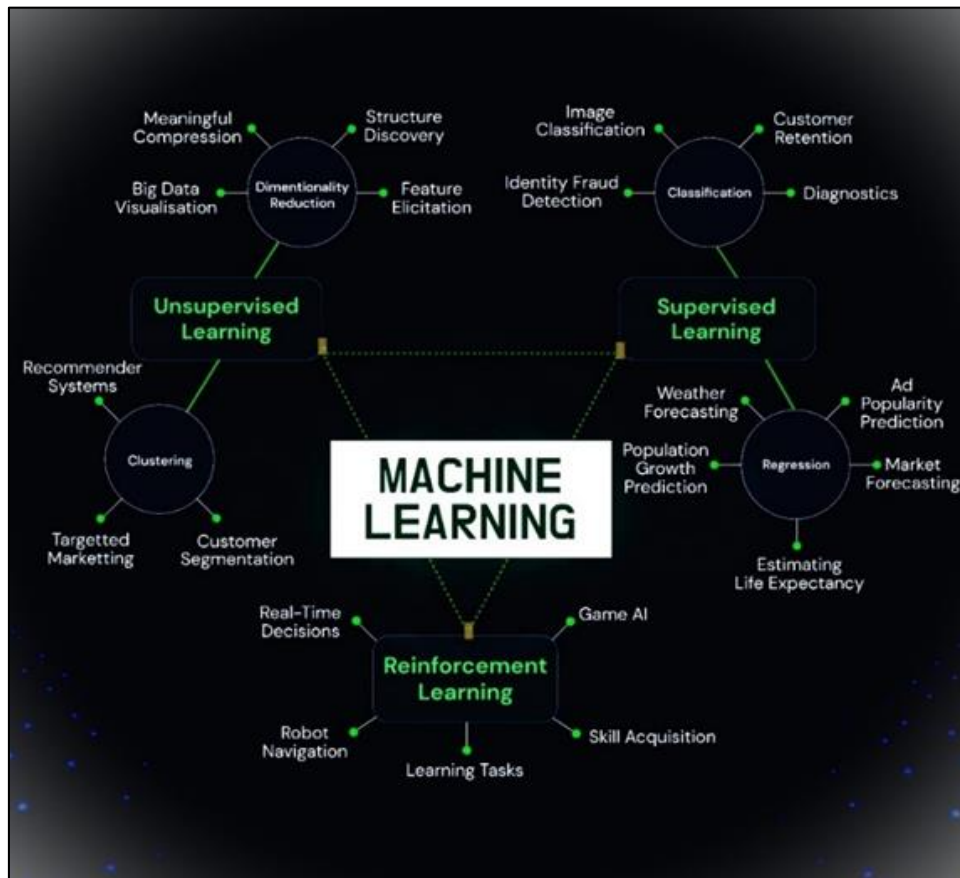 Meaningful
Compression
Structure
Discovery
Big Data
Visualisation
Dimentionality
Reduction
Feature
Elicitation
Image
Classification
Customer
Retention
Identity Fraud
Detection
Classification
Diagnostics
Unsupervised
Learning
Supervised
Learning
Recommender
Systems
Clustering
Targetted
Marketting
Customer
Segmentation
Weather
Forecasting
Ad
Popularity
Prediction
Population
Growth
Prediction
Regression
Market
Forecasting
Estimating
Life Expectancy
MACHINE
LEARNING
Real-Time
Decisions
Game AI
Reinforcement
Learning
Robot
Navigation
Learning Tasks
Skill Acquisition